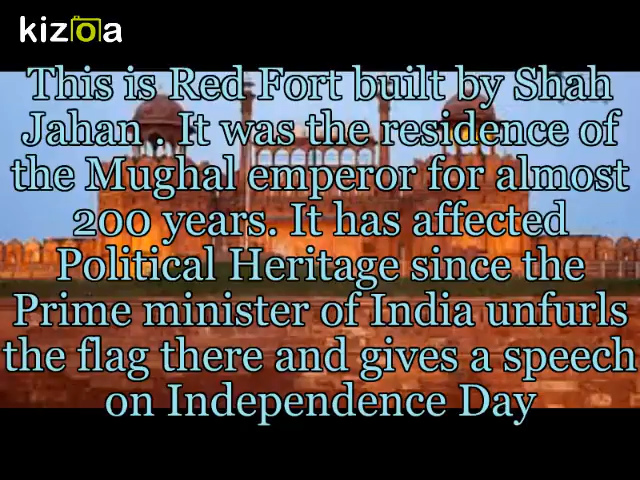 kizoa
This is Red Fort built by Shah
Jahan . It was the residence of
the Mughal emperor for almost
200 years. It has affected
Political Heritage since the
Prime minister of India unfurls
the flag there and gives a speech
on Independence Day